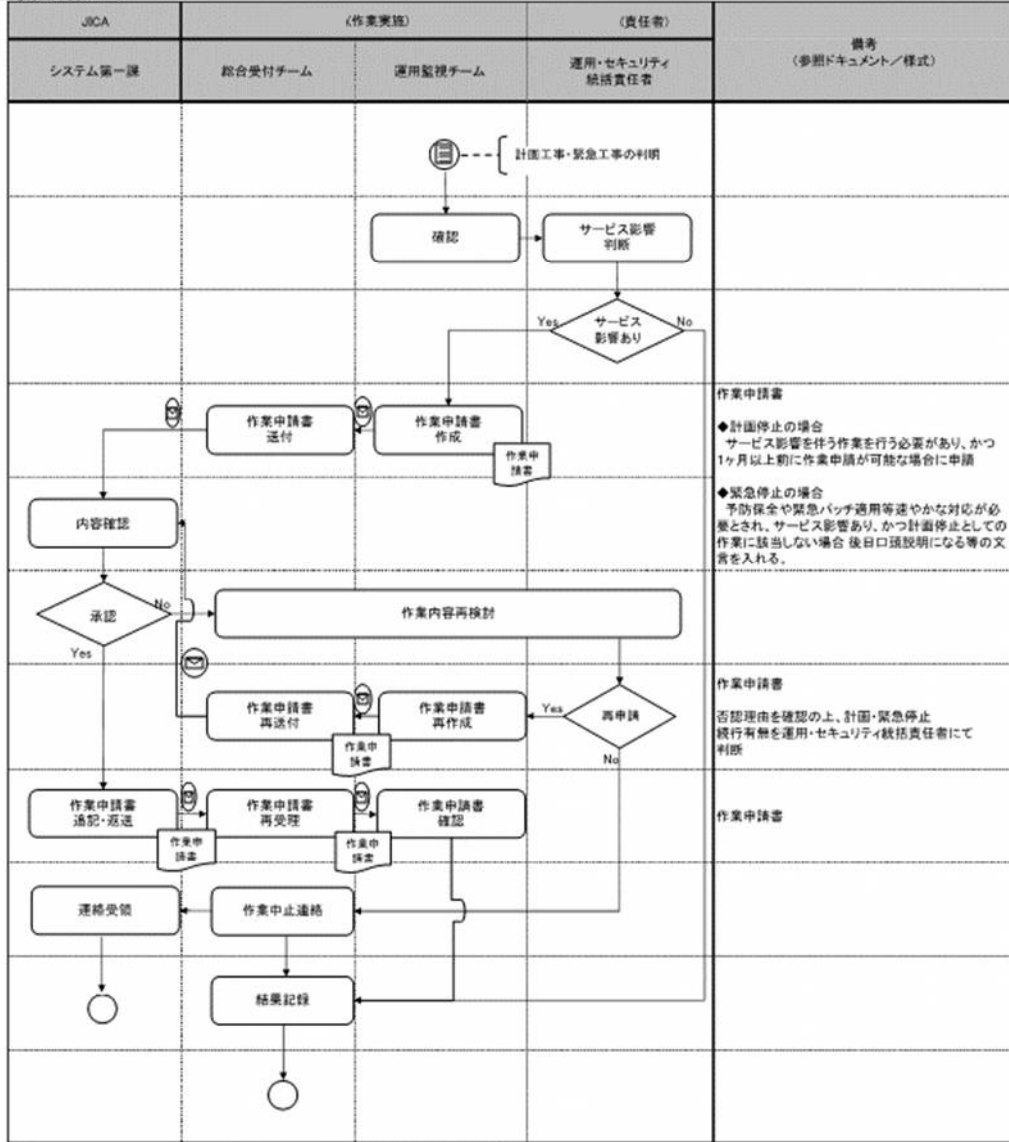 JICA
(作業実施)
(責任者)
備考
(参照ドキュメント／様式)
システム第一課
総合受付チーム
運用監視チーム
運用・セキュリティ
統括責任者
計画工事・緊急工事の判明
確認
サービス影響
判断
Yes
サービス
影響あり
No
作業申請書
送付
作業申請書
作成
作業申
請書
作業申請書
◆計画停止の場合
サービス影響を伴う作業を行う必要があり、かつ
1ヶ月以上前に作業申請が可能な場合に申請
◆緊急停止の場合
予防保全や緊急パッチ適用等速やかな対応が必
要とされ、サービス影響あり、かつ計画停止としての
作業に該当しない場合 後日口頭説明になる等の文
言を入れる。
内容確認
承認
No
作業内容再検討
Yes
作業申請書
再送付
作業申請書
再作成
作業申
請書
Yes
再申請
No
作業申請書
否認理由を確認の上、計画・緊急停止
続行有無を運用・セキュリティ統括責任者にて
判断
作業申請書
追記・返送
作業申
請書
作業申請書
再受理
作業申
請書
作業申請書
確認
作業申請書
連絡受領
作業中止連絡
結果記録